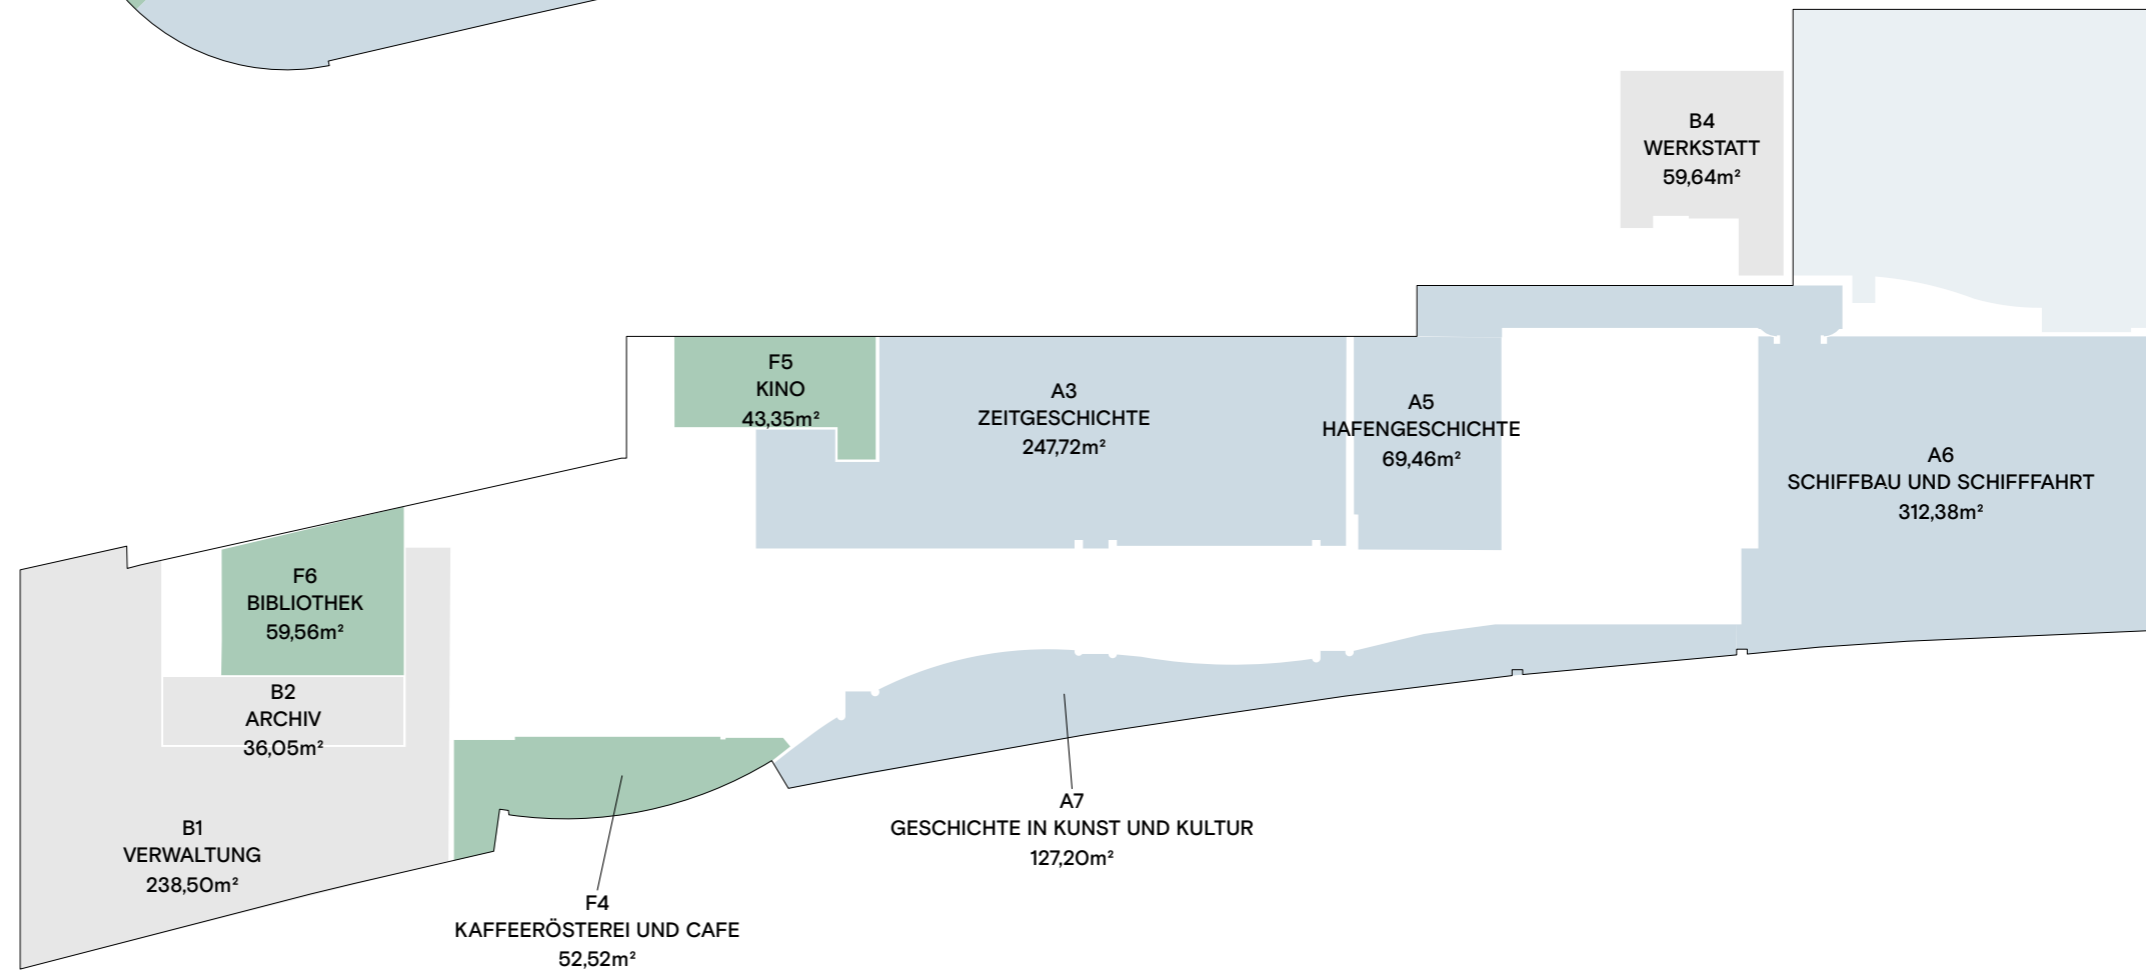 B4
WERKSTATT
59,64m²
F5
KINO
43,35m²
A3
ZEITGESCHICHTE
247,72m²
A5
HAFENGESCHICHTE
69,46m²
A6
SCHIFFBAU UND SCHIFFFAHRT
312,38m²
F6
BIBLIOTHEK
59,56m²
B2
ARCHIV
36,05m²
B1
VERWALTUNG
238,50m²
A7
GESCHICHTE IN KUNST UND KULTUR
127,20m²
F4
KAFFEERÖSTEREI UND CAFE
52,52m²